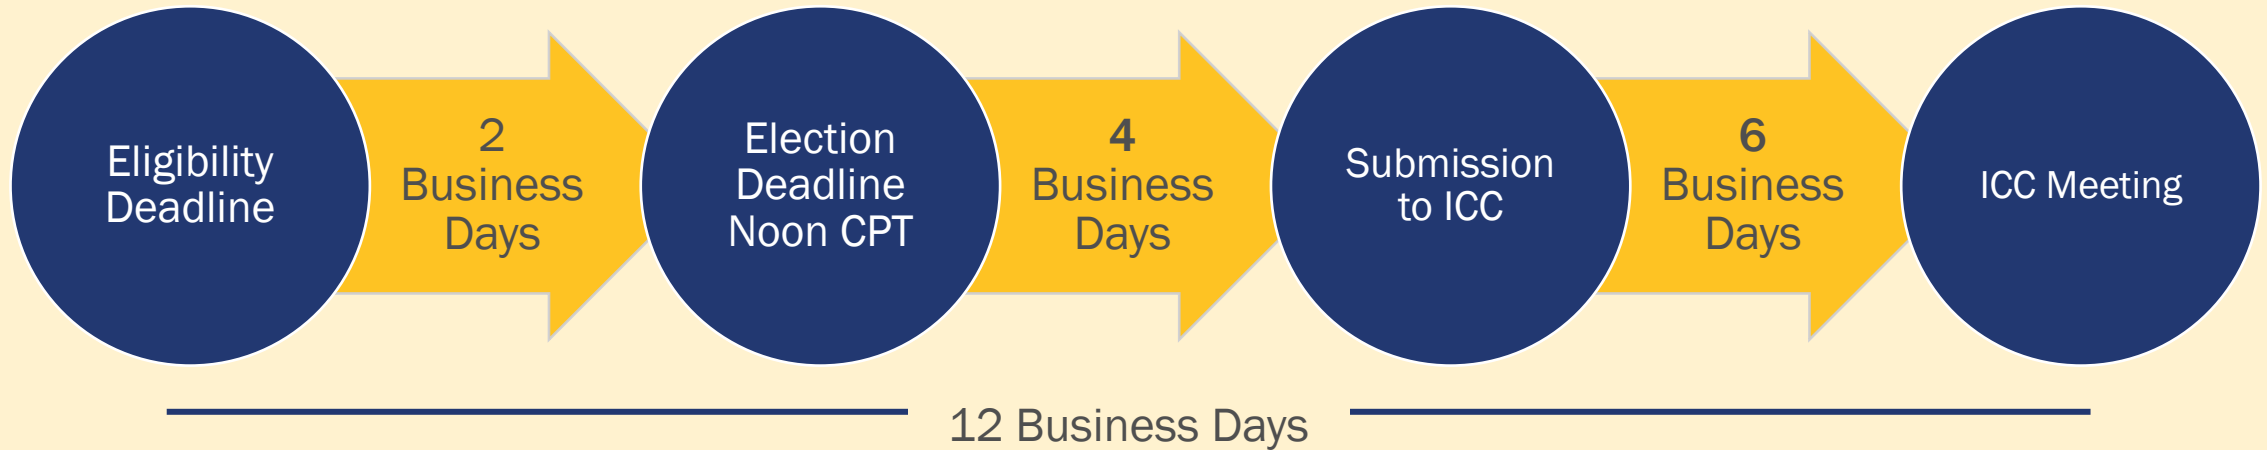 Eligibility
Deadline
2
Business
Days
Election
Deadline
Noon CPT
4
Business
Days
Submission
to ICC
6
Business
Days
ICC Meeting
12 Business Days